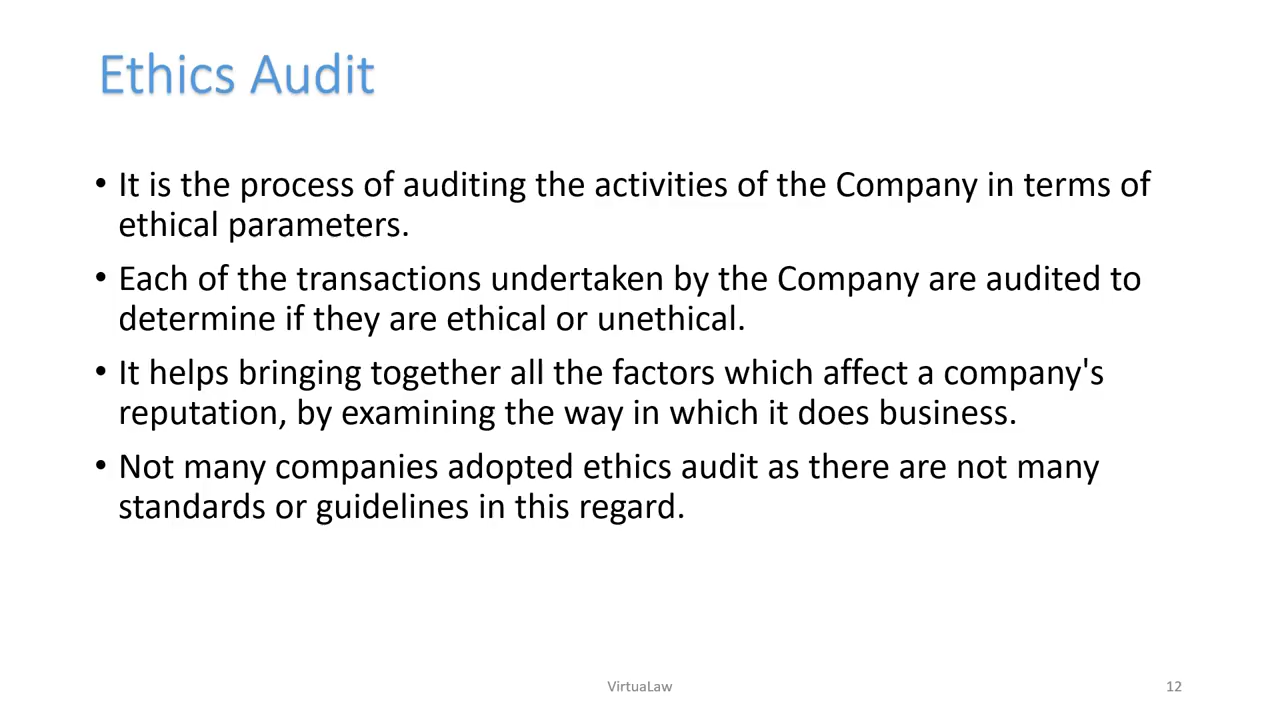 Ethics Audit
• It is the process of auditing the activities of the Company in terms of
ethical parameters.
• Each of the transactions undertaken by the Company are audited to
determine if they are ethical or unethical.
• It helps bringing together all the factors which affect a company's
reputation, by examining the way in which it does business.
• Not many companies adopted ethics audit as there are not many
standards or guidelines in this regard.
VirtuaLaw
12